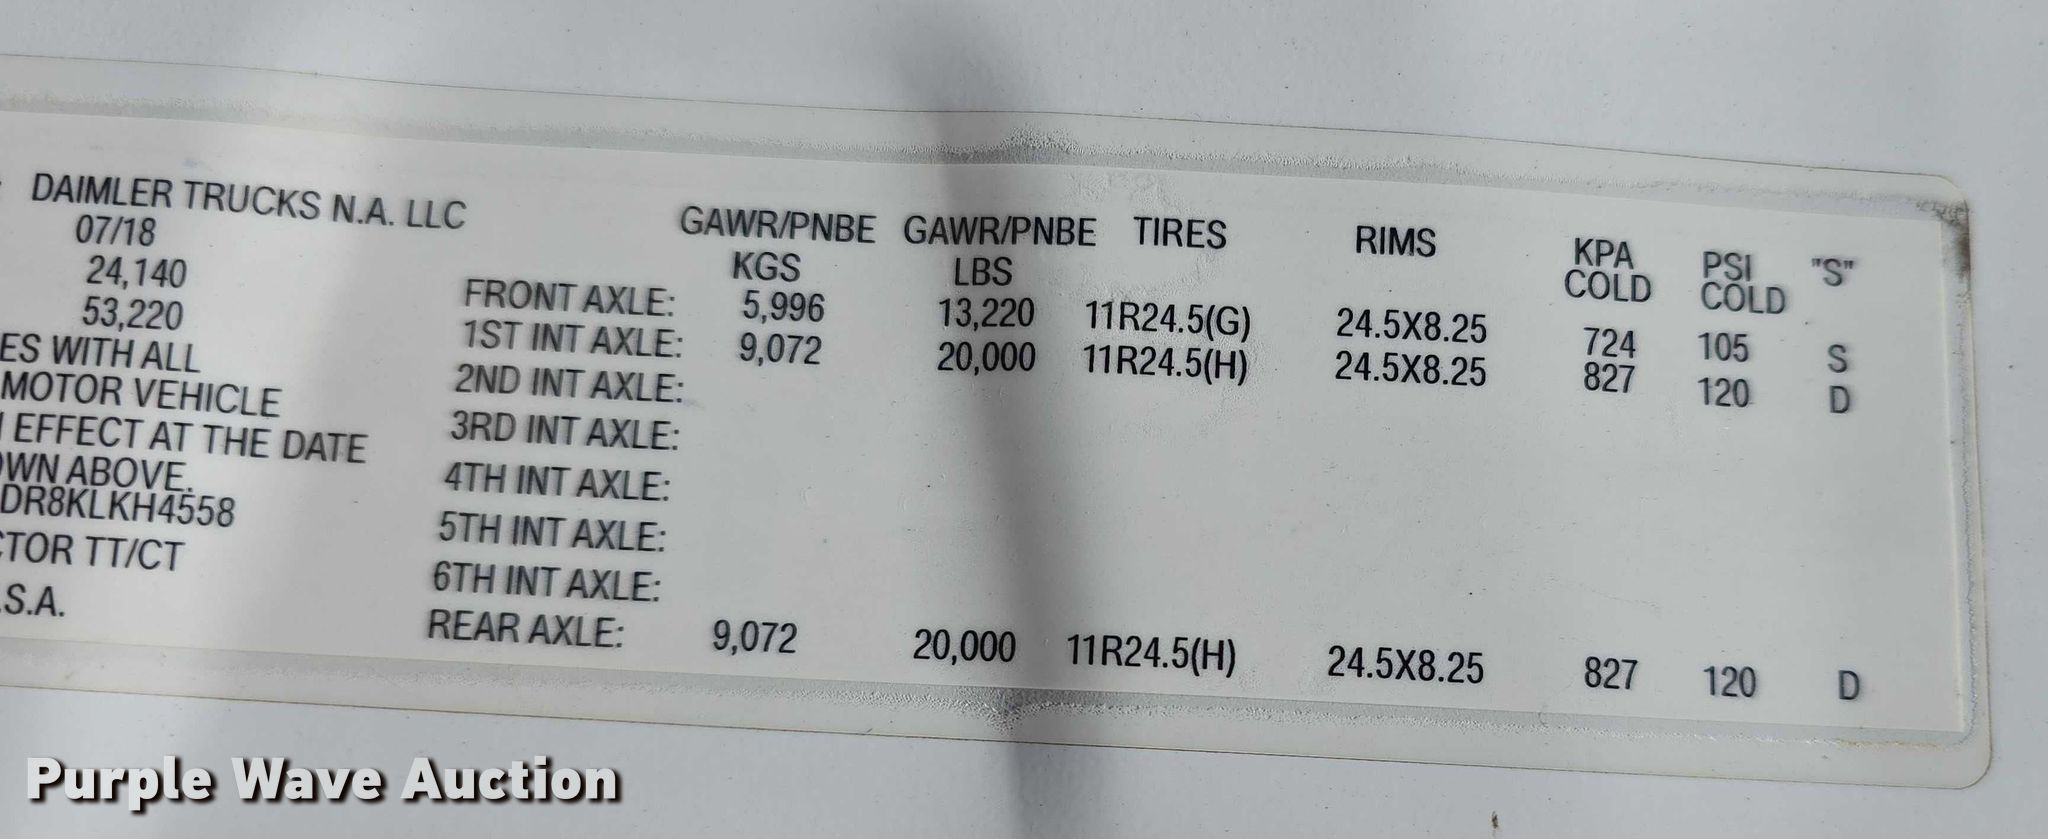 DAIMLER TRUCKS N.A. LLC
07/18
24,140
53,220
ES WITH ALL
MOTOR VEHICLE
EFFECT AT THE DATE
OWN ABOVE.
DR8KLKH4558
CTOR TT/CT
.S.A.
GAWR/PNBE GAWR/PNBE TIRES RIMS KPA PSI "S"
KGS LBS COLD COLD
FRONT AXLE: 5,996 13,220 11R24.5(G) 24.5X8.25 724 105 S
1ST INT AXLE: 9,072 20,000 11R24.5(H) 24.5X8.25 827 120 D
2ND INT AXLE:
3RD INT AXLE:
4TH INT AXLE:
5TH INT AXLE:
6TH INT AXLE:
REAR AXLE: 9,072 20,000 11R24.5(H) 24.5X8.25 827 120 D
Purple Wave Auction